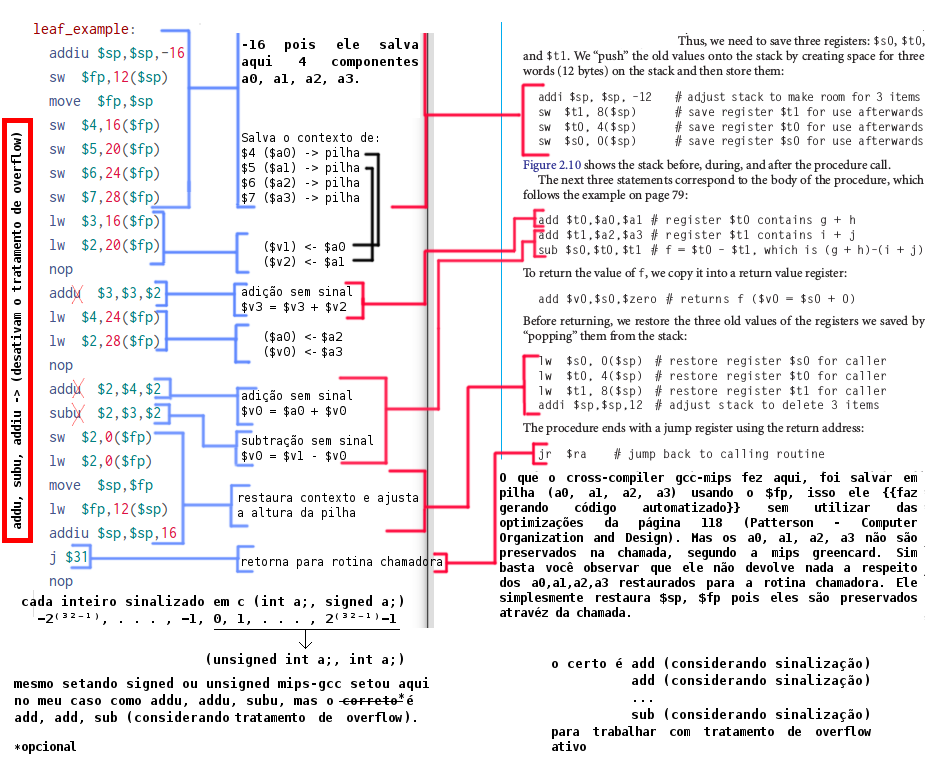 leaf_example:
addiu $sp,$sp,-16
sw $fp,12($sp)
move $fp,$sp
sw $4,16($fp)
sw $5,20($fp)
sw $6,24($fp)
sw $7,28($fp)
lw $3,16($fp)
lw $2,20($fp)
nop
addu $3,$3,$2
lw $4,24($fp)
lw $2,28($fp)
nop
addu $2,$4,$2
subu $2,$3,$2
sw $2,0($fp)
lw $2,0($fp)
move $sp,$fp
lw $fp,12($sp)
addiu $sp,$sp,16
j $31
nop
addu, subu, addiu -> (desativam o tratamento de overflow)
-16 pois ele salva
aqui 4 componentes
a0, a1, a2, a3.
Salva o contexto de:
$4 ($a0) -> pilha
$5 ($a1) -> pilha
$6 ($a2) -> pilha
$7 ($a3) -> pilha
($v1) <- $a0
($v2) <- $a1
adição sem sinal
$v3 = $v3 + $v2
($a0) <- $a2
($v0) <- $a3
adição sem sinal
$v0 = $a0 + $v0
subtração sem sinal
$v0 = $v1 - $v0
restaura contexto e ajusta
a altura da pilha
retorna para rotina chamadora
Thus, we need to save three registers: $s0, $t0,
and $t1. We “push” the old values onto the stack by creating space for three
words (12 bytes) on the stack and then store them:
addi $sp, $sp, -12 # adjust stack to make room for 3 items
sw $t1, 8($sp) # save register $t1 for use afterwards
sw $t0, 4($sp) # save register $t0 for use afterwards
sw $s0, 0($sp) # save register $s0 for use afterwards
Figure 2.10 shows the stack before, during, and after the procedure call.
The next three statements correspond to the body of the procedure, which
follows the example on page 79:
add $t0,$a0,$a1 # register $t0 contains g + h
add $t1,$a2,$a3 # register $t1 contains i + j
sub $s0,$t0,$t1 # f = $t0 - $t1, which is (g + h)-(i + j)
To return the value of f, we copy it into a return value register:
add $v0,$s0,$zero # returns f ($v0 = $s0 + 0)
Before returning, we restore the three old values of the registers we saved by
“popping” them from the stack:
lw $s0, 0($sp) # restore register $s0 for caller
lw $t0, 4($sp) # restore register $t0 for caller
lw $t1, 8($sp) # restore register $t1 for caller
addi $sp,$sp,12 # adjust stack to delete 3 items
The procedure ends with a jump register using the return address:
jr $ra # jump back to calling routine
O que o cross-compiler gcc-mips fez aqui, foi salvar em
pilha (a0, a1, a2, a3) usando o $fp, isso ele {{faz
gerando código automatizado}} sem utilizar das
optimizações da página 118 (Patterson - Computer
Organization and Design). Mas os a0, a1, a2, a3 não são
preservados na chamada, segundo a mips greencard. Sim
basta você observar que ele não devolve nada a respeito
dos a0,a1,a2,a3 restaurados para a rotina chamadora. Ele
simplesmente restaura $sp, $fp pois eles são preservados
atravéz da chamada.
cada inteiro sinalizado em c (int a;, signed a;)
−2⁽³²⁻¹⁾, . . . , −1, 0, 1, . . . , 2⁽³²⁻¹⁾−1
(unsigned int a;, int a;)
mesmo setando signed ou unsigned mips-gcc setou aqui
no meu caso como addu, addu, subu, mas o correto*é
add, add, sub (considerando tratamento de overflow).
*opcional
o certo é add (considerando sinalização)
add (considerando sinalização)
...
sub (considerando sinalização)
para trabalhar com tratamento de overflow
ativo